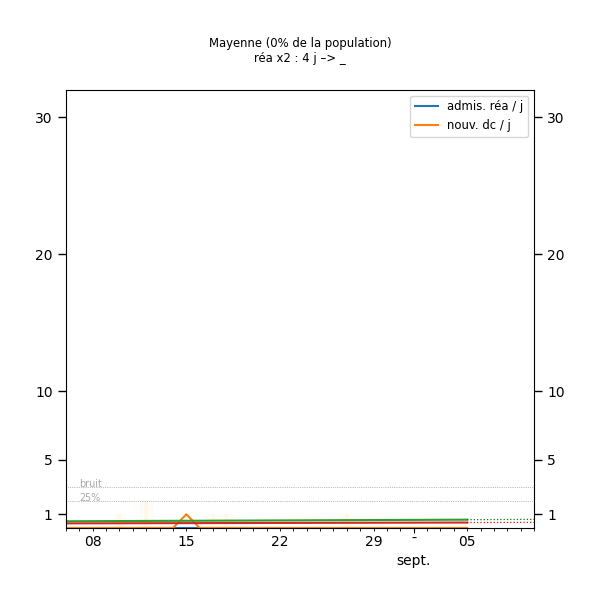 Mayenne (0% de la population)
réa x2 : 4 j –> _
admis. réa / j
nouv. dc / j
30 30
20 20
10 10
5 5
bruit
25%
1 1
08 15 22 29 - 05
sept.